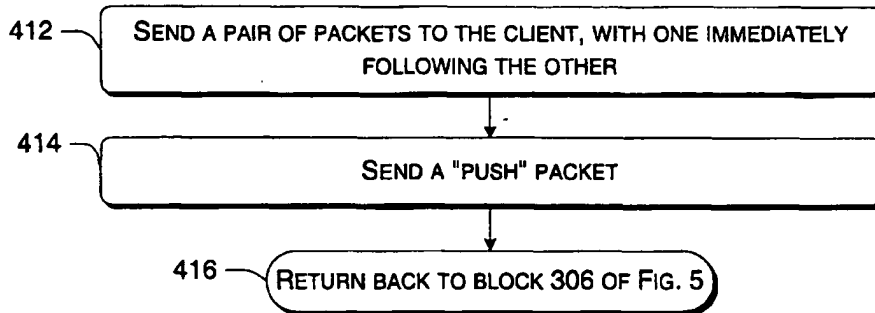 412
SEND A PAIR OF PACKETS TO THE CLIENT, WITH ONE IMMEDIATELY
FOLLOWING THE OTHER
414
SEND A "PUSH" PACKET
416
RETURN BACK TO BLOCK 306 OF FIG. 5